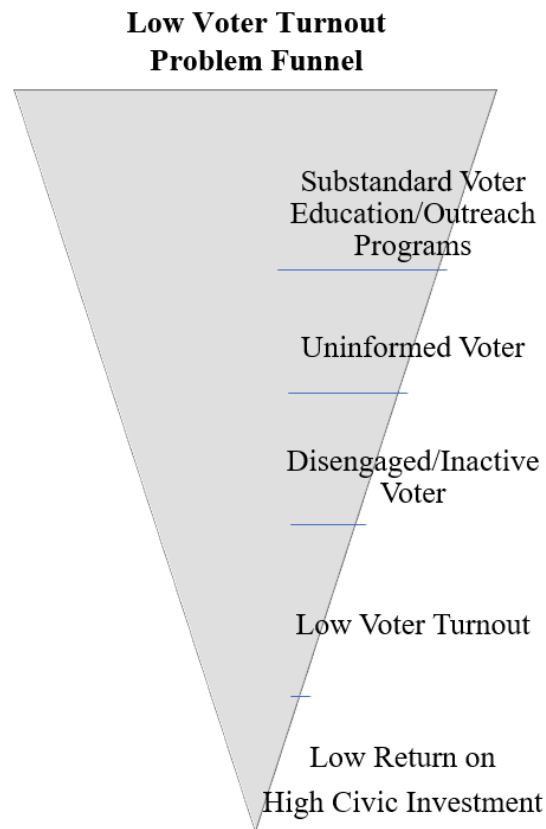 Low Voter Turnout
Problem Funnel
Substandard Voter
Education/Outreach
Programs
Uninformed Voter
Disengaged/Inactive
Voter
Low Voter Turnout
Low Return on
High Civic Investment